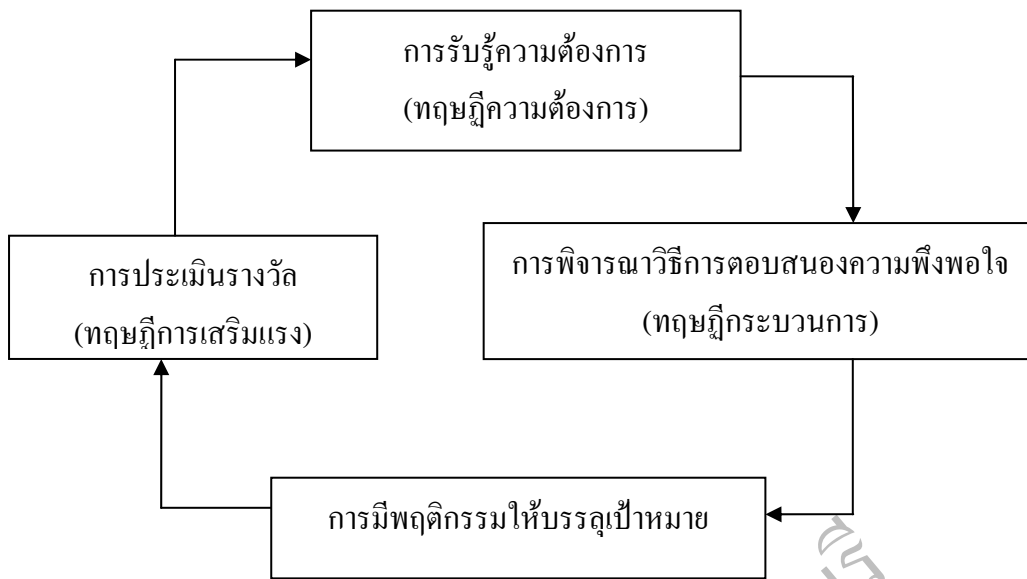 การรับรู้ความต้องการ
(ทฤษฎีความต้องการ)
การพิจารณาวิธีการตอบสนองความพึงพอใจ
(ทฤษฏีกระบวนการ)
การประเมินรางวัล
(ทฤษฎีการเสริมแรง)
การมีพฤติกรรมให้บรรลุเป้าหมาย